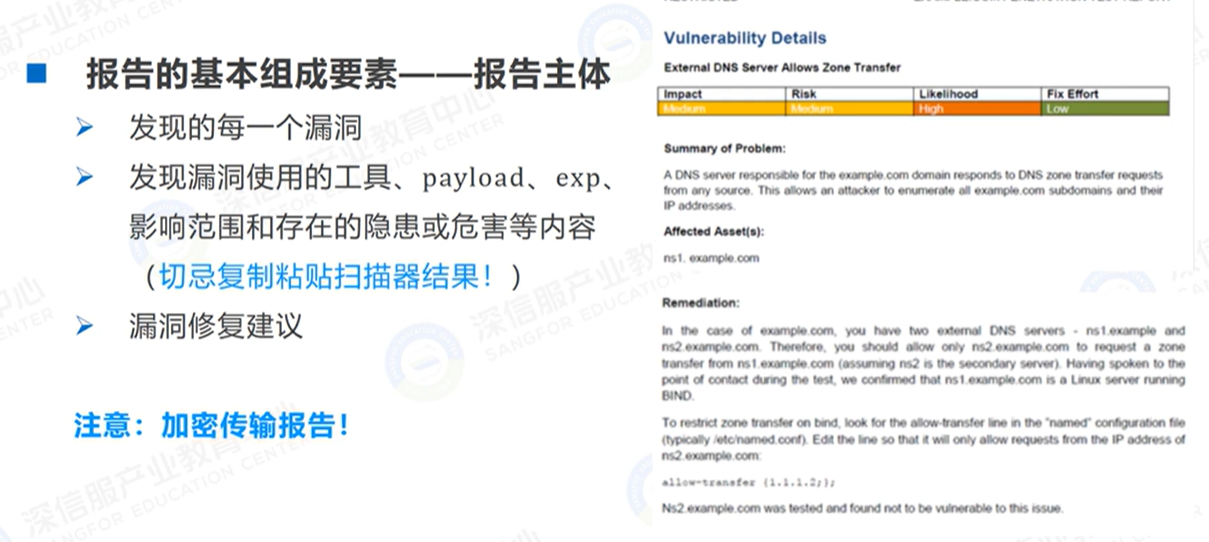 报告的基本组成要素——报告主体
发现的每一个漏洞
发现漏洞使用的工具、payload、exp、
影响范围和存在的隐患或危害等内容
（切忌复制粘贴扫描器结果！）
漏洞修复建议
注意：加密传输报告！
Vulnerability Details
External DNS Server Allows Zone Transfer
Impact Risk Likelihood Fix Effort
Medium Medium High Low
Summary of Problem:
A DNS server responsible for the example.com domain responds to DNS zone transfer requests
from any source. This allows an attacker to enumerate all example.com subdomains and their
IP addresses.
Affected Asset(s):
ns1. example.com
Remediation:
In the case of example.com, you have two external DNS servers - ns1.example and
ns2.example.com. Therefore, you should allow only ns2.example.com to request a zone
transfer from ns1.example.com (assuming ns2 is the secondary server). Having spoken to the
point of contact during the test, we confirmed that ns1.example.com is a Linux server running
BIND.
To restrict zone transfer on bind, look for the allow-transfer line in the "named" configuration file
(typically /etc/named.conf). Edit the line so that it will only allow requests from the IP address of
ns2.example.com:
allow-transfer {1.1.1.2;};
Ns2.example.com was tested and found not to be vulnerable to this issue.
深信服产业教育中心
SANGFOR EDUCATION CENTER